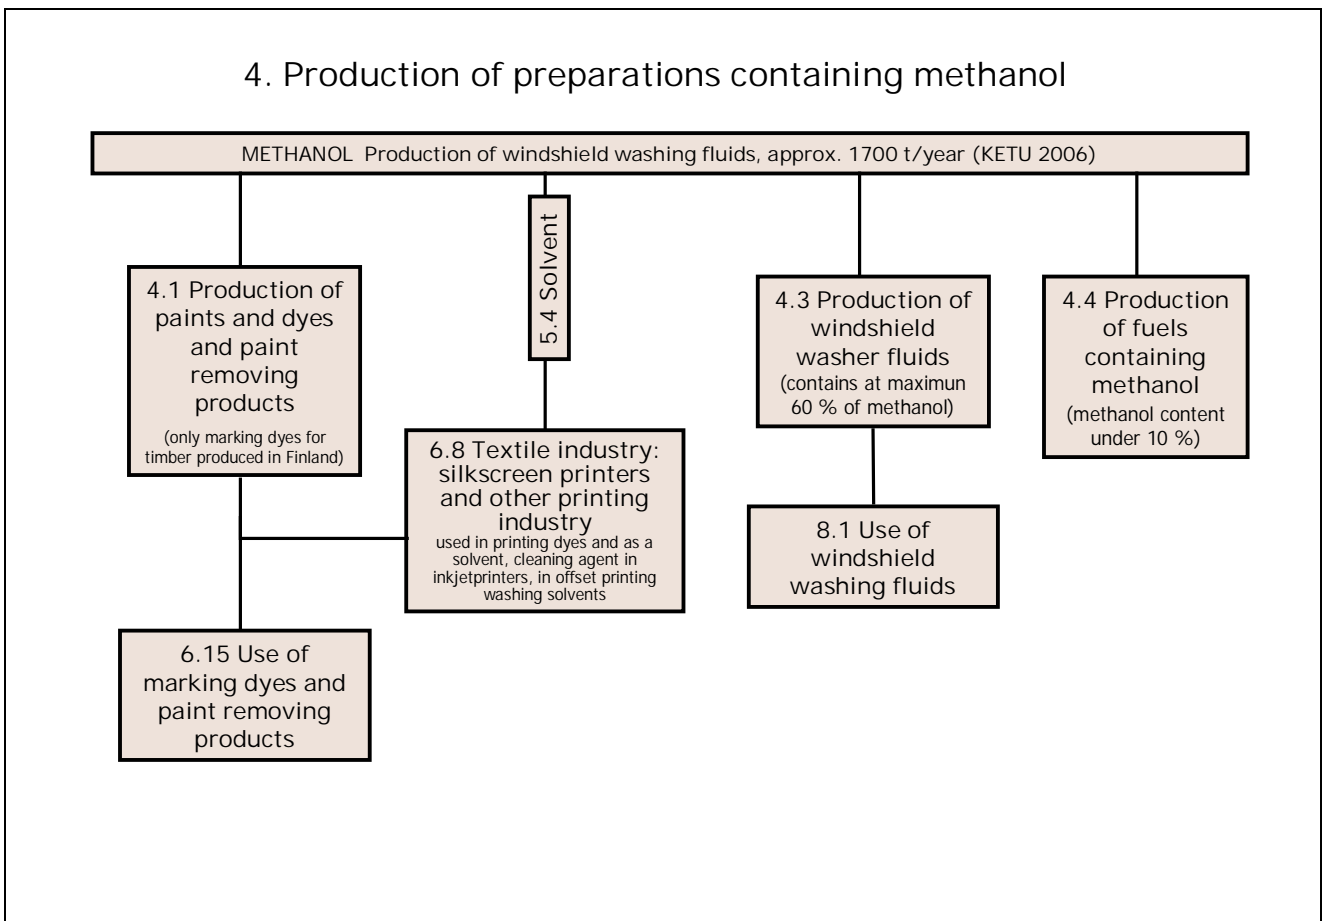 4. Production of preparations containing methanol
METHANOL Production of windshield washing fluids, approx. 1700 t/year (KETU 2006)
4.1 Production of
paints and dyes
and paint
removing
products
(only marking dyes for
timber produced in Finland)
5.4 Solvent
4.3 Production of
windshield
washer fluids
(contains at maximun
60 % of methanol)
4.4 Production
of fuels
containing
methanol
(methanol content
under 10 %)
6.8 Textile industry:
silkscreen printers
and other printing
industry
used in printing dyes and as a
solvent, cleaning agent in
inkjetprinters, in offset printing
washing solvents
8.1 Use of
windshield
washing fluids
6.15 Use of
marking dyes and
paint removing
products